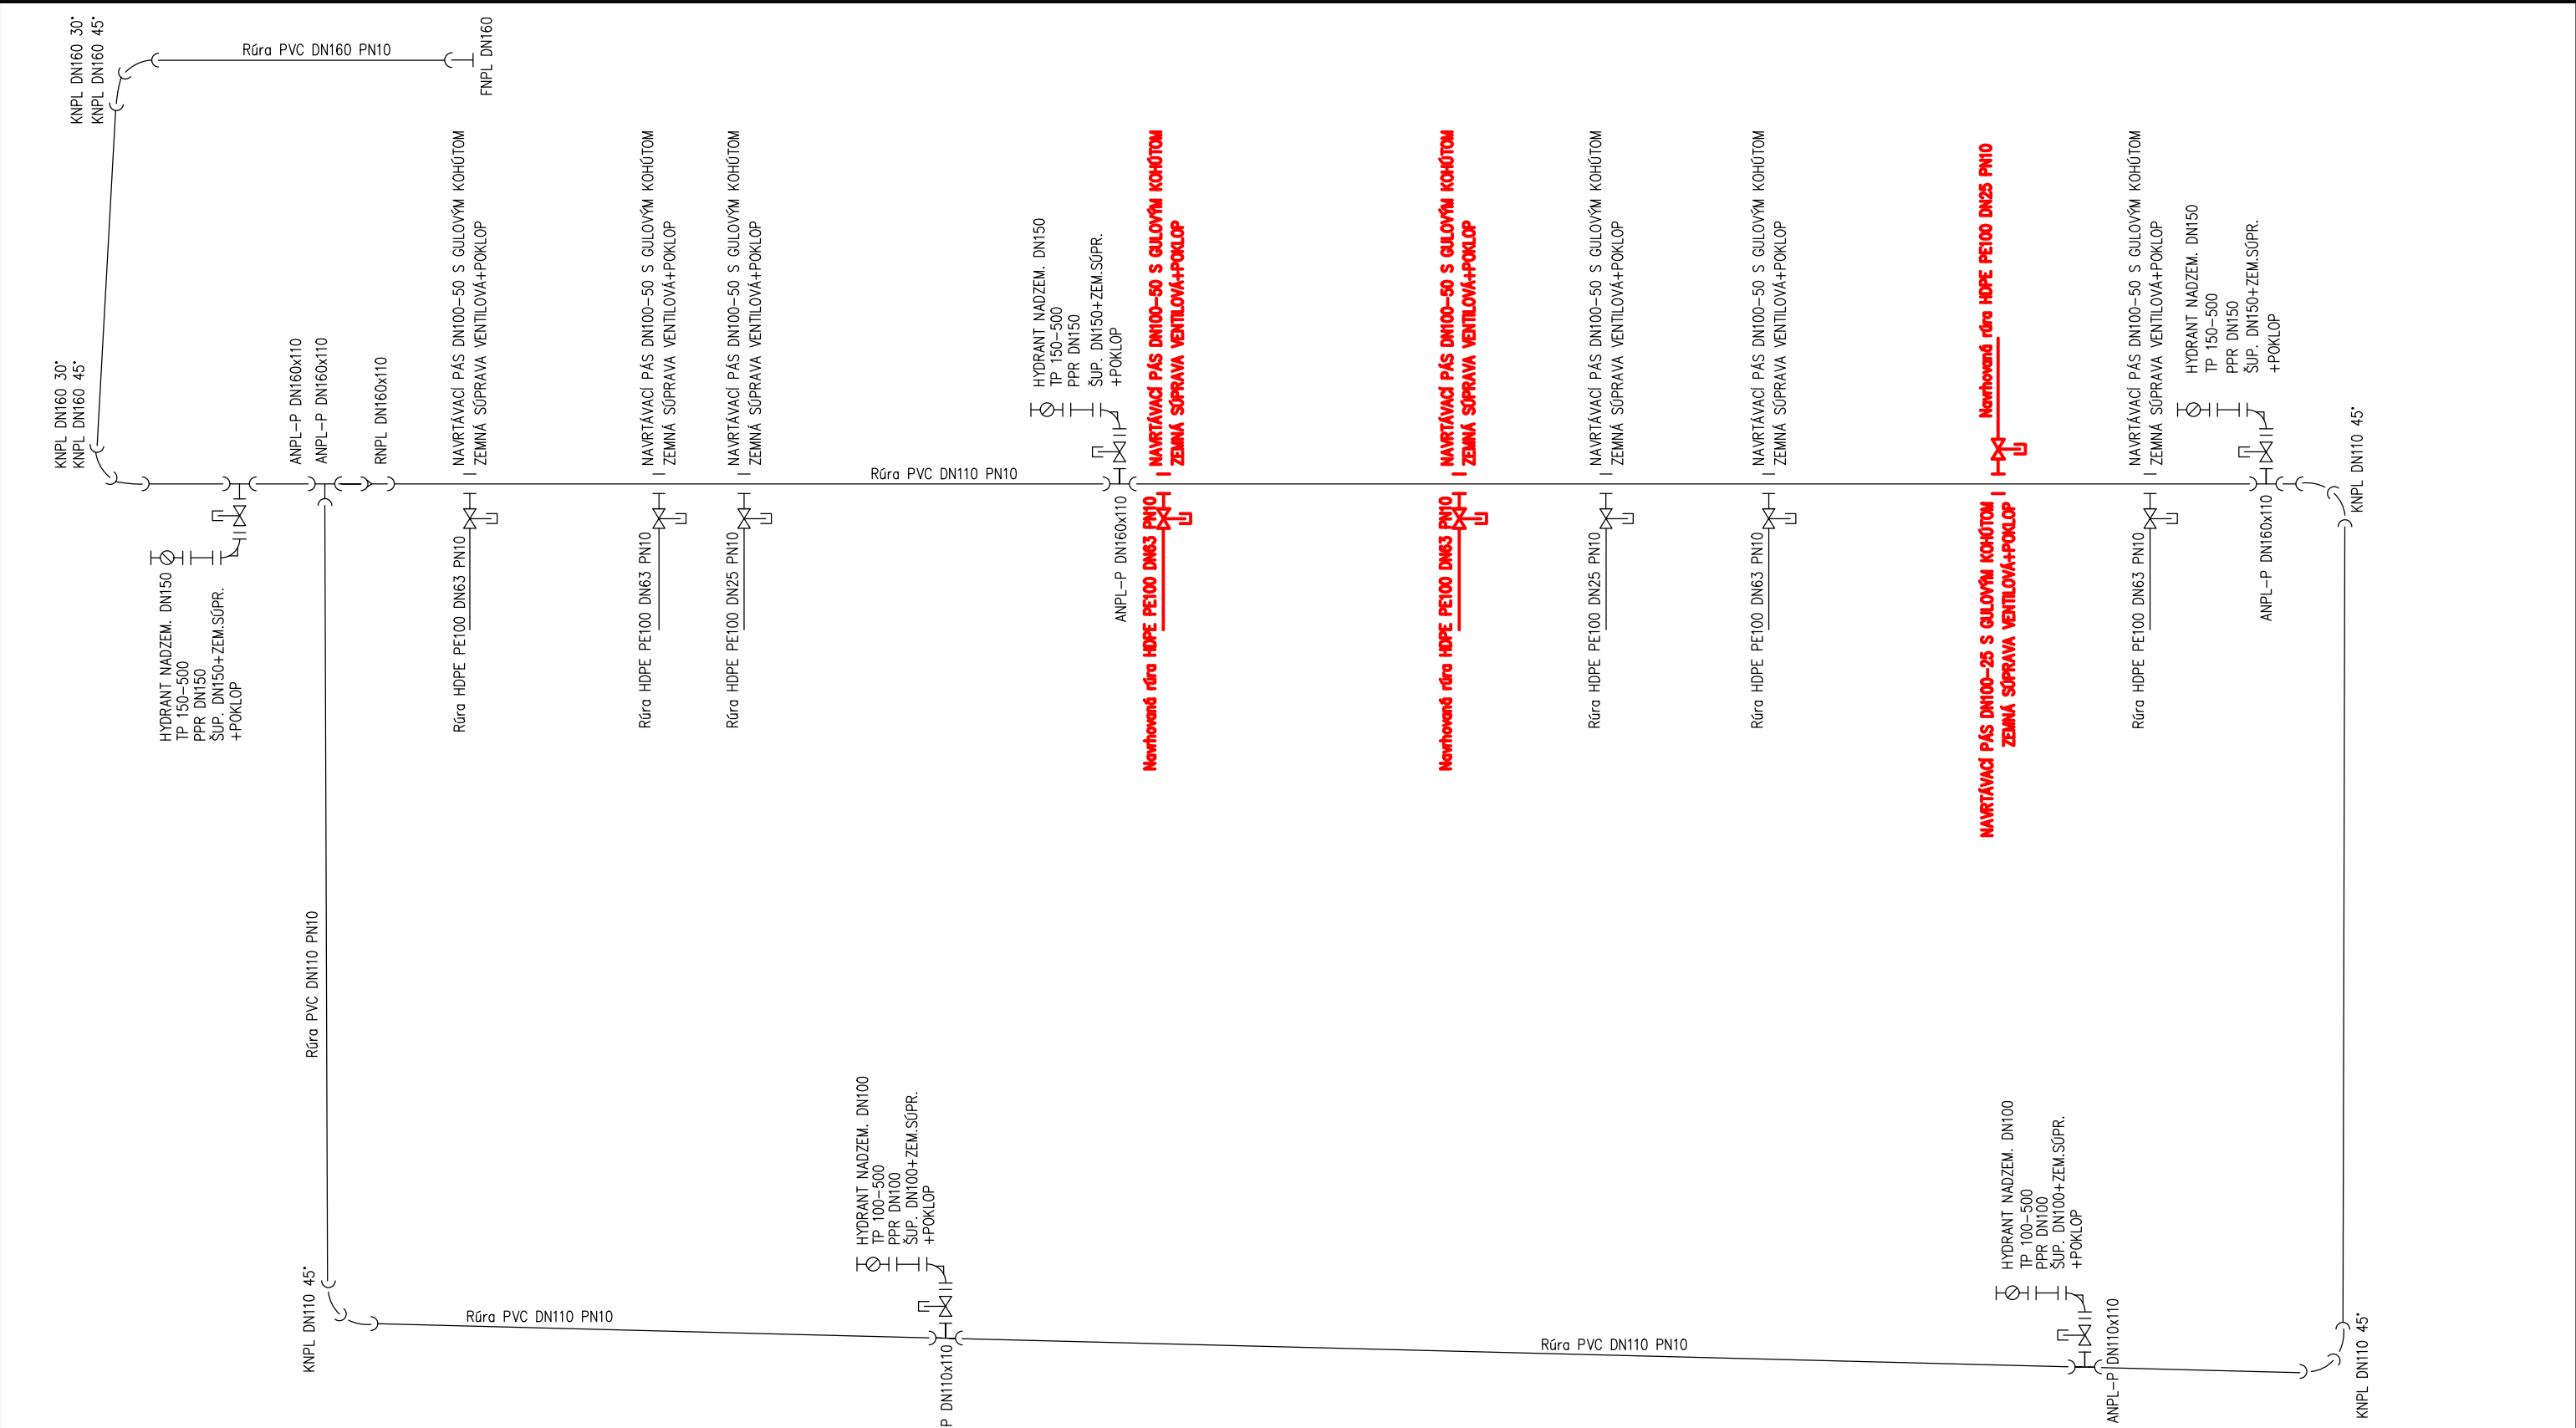 KNPL DN160 30°
KNPL DN160 45°
Rúra PVC DN160 PN10
FNPL DN160
KNPL DN160 30°
KNPL DN160 45°
ANPL-P DN160x110
ANPL-P DN160x110
RNPL DN160x110
NAVRTÁVACÍ PÁS DN100-50 S GULOVÝM KOHÚTOM
ZEMNÁ SÚPRAVA VENTILOVÁ+POKLOP
NAVRTÁVACÍ PÁS DN100-50 S GULOVÝM KOHÚTOM
ZEMNÁ SÚPRAVA VENTILOVÁ+POKLOP
NAVRTÁVACÍ PÁS DN100-50 S GULOVÝM KOHÚTOM
ZEMNÁ SÚPRAVA VENTILOVÁ+POKLOP
Rúra PVC DN110 PN10
HYDRANT NADZEM. DN150
TP 150-500
PPR DN150
ŠUP. DN150+ZEM.SÚPR.
+POKLOP
NAVRTÁVACÍ PÁS DN100-50 S GULOVÝM KOHÚTOM
ZEMNÁ SÚPRAVA VENTILOVÁ+POKLOP
NAVRTÁVACÍ PÁS DN100-50 S GULOVÝM KOHÚTOM
ZEMNÁ SÚPRAVA VENTILOVÁ+POKLOP
NAVRTÁVACÍ PÁS DN100-50 S GULOVÝM KOHÚTOM
ZEMNÁ SÚPRAVA VENTILOVÁ+POKLOP
NAVRTÁVACÍ PÁS DN100-50 S GULOVÝM KOHÚTOM
ZEMNÁ SÚPRAVA VENTILOVÁ+POKLOP
Navrhovaná rúra HDPE PE100 DN25 PN10
NAVRTÁVACÍ PÁS DN100-50 S GULOVÝM KOHÚTOM
ZEMNÁ SÚPRAVA VENTILOVÁ+POKLOP
HYDRANT NADZEM. DN150
TP 150-500
PPR DN150
ŠUP. DN150+ZEM.SÚPR.
+POKLOP
KNPL DN110 45°
HYDRANT NADZEM. DN150
TP 150-500
PPR DN150
ŠUP. DN150+ZEM.SÚPR.
+POKLOP
Rúra HDPE PE100 DN63 PN10
Rúra HDPE PE100 DN63 PN10
Rúra HDPE PE100 DN25 PN10
ANPL-P DN160x110
Navrhovaná rúra HDPE PE100 DN63 PN10
Navrhovaná rúra HDPE PE100 DN63 PN10
Rúra HDPE PE100 DN25 PN10
Rúra HDPE PE100 DN63 PN10
NAVRTÁVACÍ PÁS DN100-25 S GULOVÝM KOHÚTOM
ZEMNÁ SÚPRAVA VENTILOVÁ+POKLOP
Rúra HDPE PE100 DN63 PN10
ANPL-P DN160x110
Rúra PVC DN110 PN10
KNPL DN110 45°
Rúra PVC DN110 PN10
HYDRANT NADZEM. DN100
TP 100-500
PPR DN100
ŠUP. DN100+ZEM.SÚPR.
+POKLOP
P DN110x110
Rúra PVC DN110 PN10
HYDRANT NADZEM. DN100
TP 100-500
PPR DN100
ŠUP. DN100+ZEM.SÚPR.
+POKLOP
ANPL-P DN110x110
KNPL DN110 45°